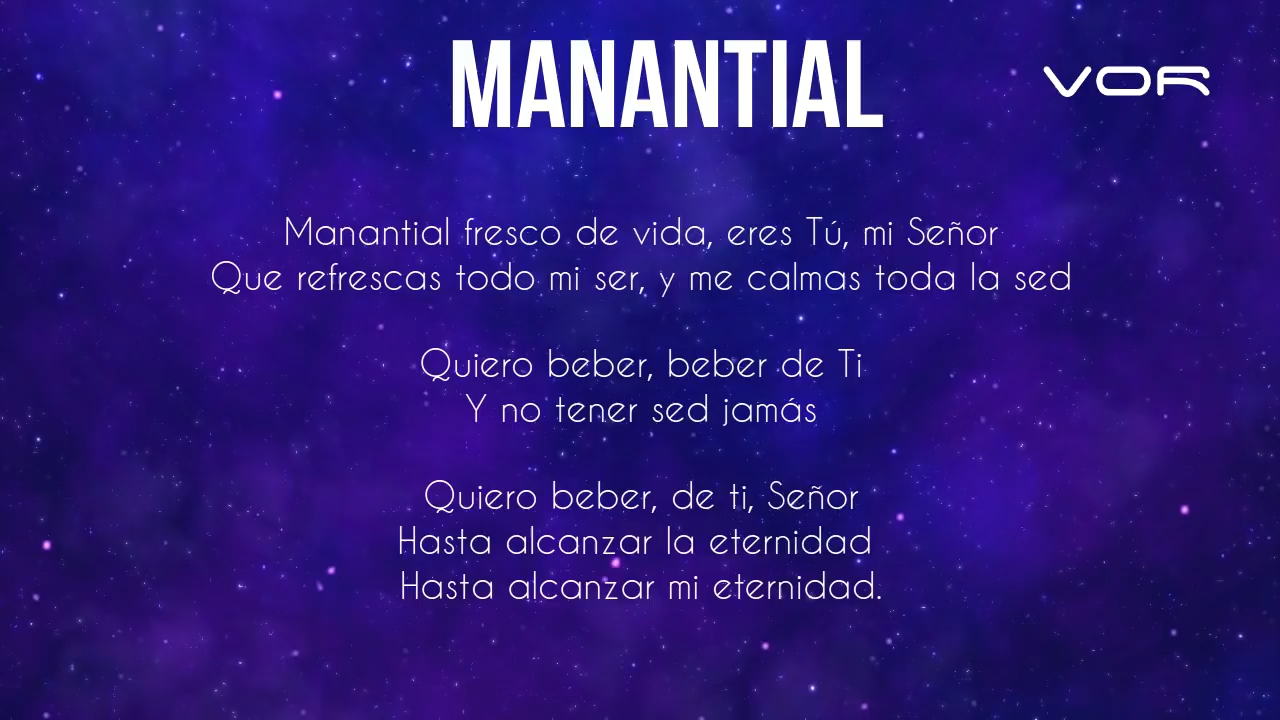 MANANTIAL
VOR
Manantial fresco de vida, eres Tú, mi Señor
Que refrescas todo mi ser, y me calmas toda la sed
Quiero beber, beber de Ti
Y no tener sed jamás
Quiero beber, de ti, Señor
Hasta alcanzar la eternidad
Hasta alcanzar mi eternidad.